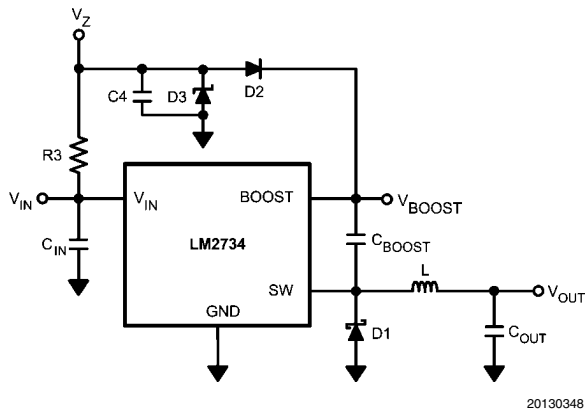 VZ
C4
D3
D2
R3
VIN
VIN
BOOST
VBOOST
LM2734
CIN
CBOOST
L
SW
VOUT
GND
D1
COUT
20130348